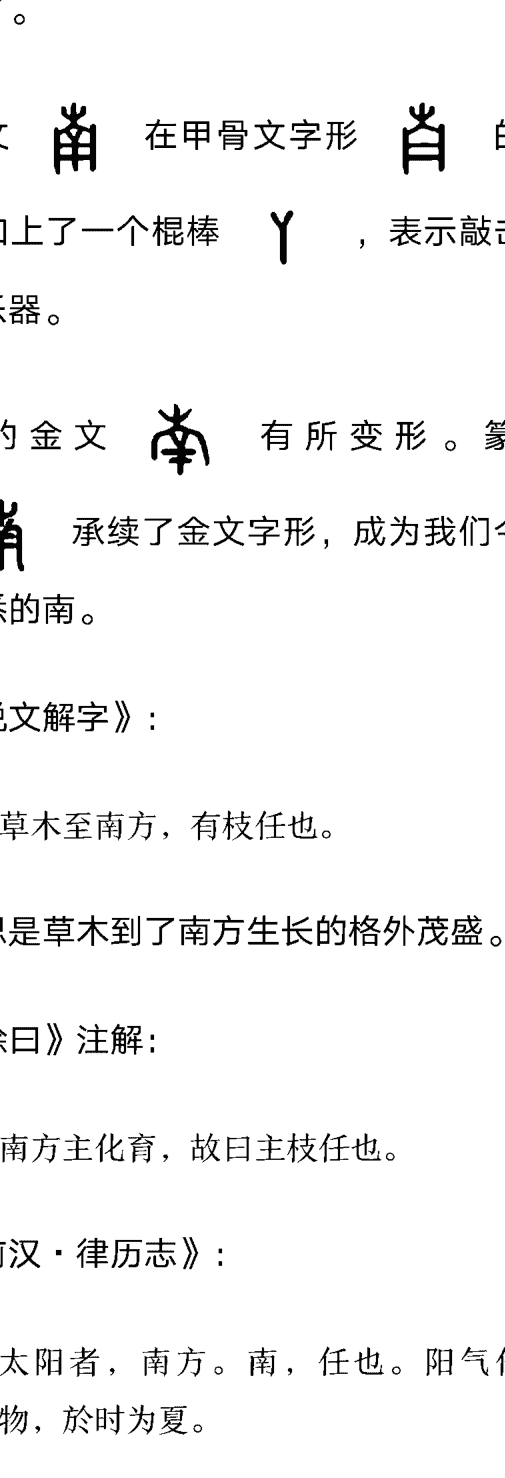 。
文 在甲骨文字形
加上了一个棍棒 ，表示敲击
乐器。
的金文 有所变形。篆
承续了金文字形，成为我们今
悉的南。
说文解字》：
草木至南方，有枝任也。
思是草木到了南方生长的格外茂盛。
徐曰》注解：
南方主化育，故曰主枝任也。
前汉·律历志》：
太阳者，南方。南，任也。阳气任
物，於时为夏。